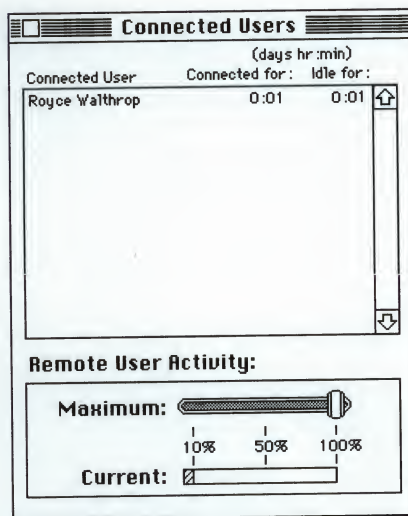 Connected Users
(days hr:min)
Connected User Connected for: Idle for:
Royce Walthrop 0:01 0:01
Remote User Activity:
Maximum:
10% 50% 100%
Current: